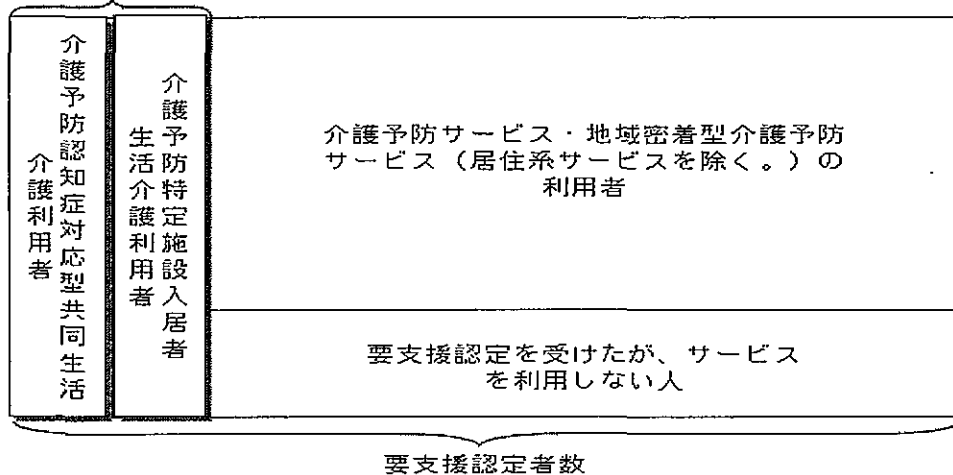 介護予防認知症対応型共同生活
介護利用者
介護予防特定施設入居者
生活介護利用者
介護予防サービス・地域密着型介護予防
サービス（居住系サービスを除く。）の
利用者
要支援認定を受けたが、サービス
を利用しない人
要支援認定者数